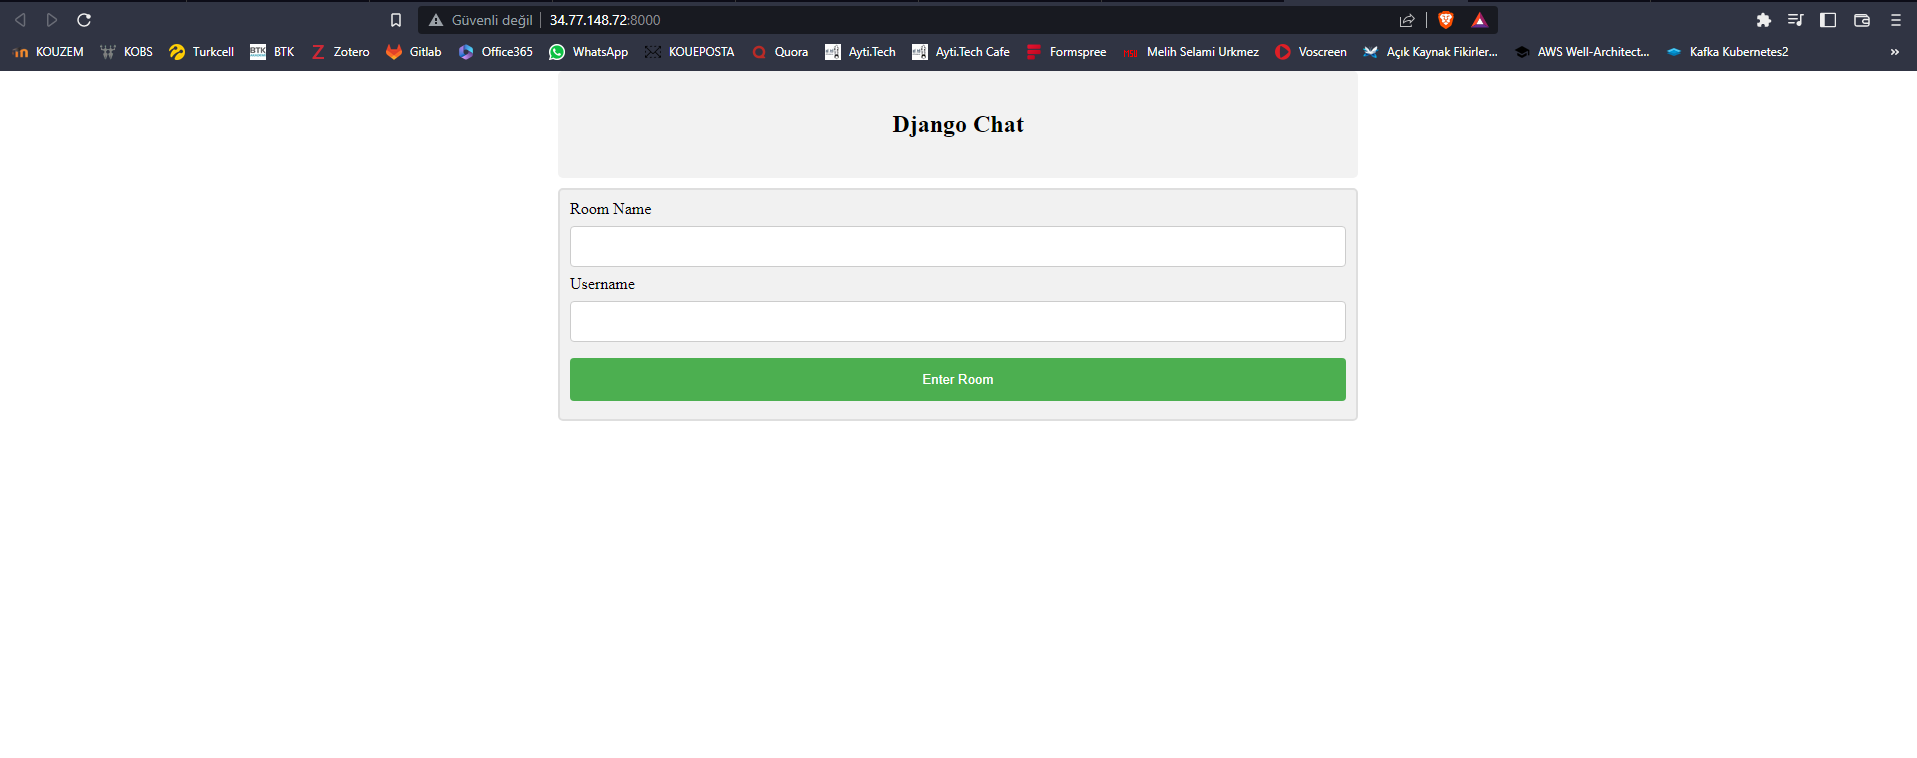 Güvenli değil 34.77.148.72:8000
KOUZEM KOBS Turkcell BTK BTK Zotero Gitlab Office365 WhatsApp KOUEPOSTA Quora Ayti.Tech Ayti.Tech Cafe Formspree MSU Melih Selami Urkmez Voscreen Açık Kaynak Fikirler... AWS Well-Architect... Kafka Kubernetes2 »
Django Chat
Room Name
Username
Enter Room